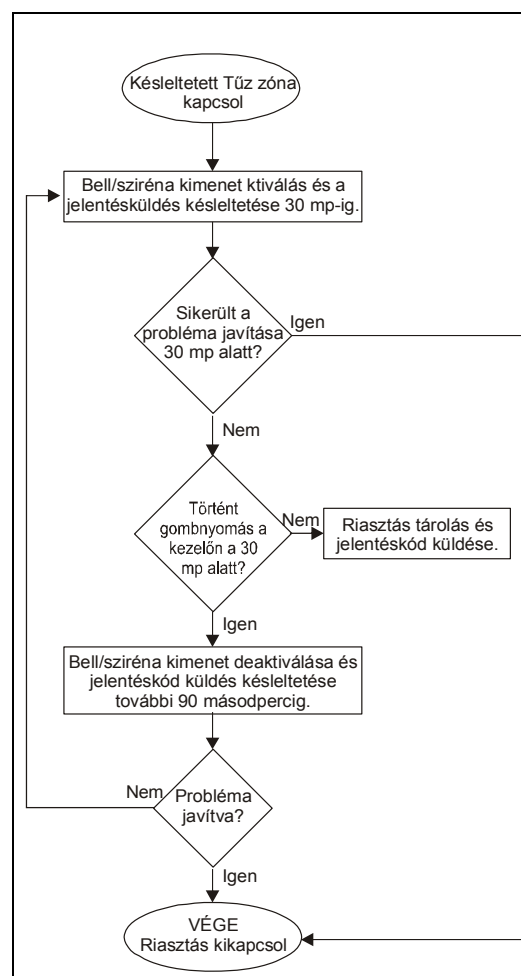 Késleltetett Tűz zóna
kapcsol
Bell/sziréna kimenet ktiválás és a
jelentésküldés késleltetése 30 mp-ig.
Sikerült a
probléma javítása
30 mp alatt?
Igen
Nem
Történt
gombnyomás a
kezelőn a 30
mp alatt?
Nem
Riasztás tárolás és
jelentéskód küldése.
Igen
Bell/sziréna kimenet deaktiválása és
jelentéskód küldés késleltetése
további 90 másodpercig.
Nem
Probléma
javítva?
Igen
VÉGE
Riasztás kikapcsol